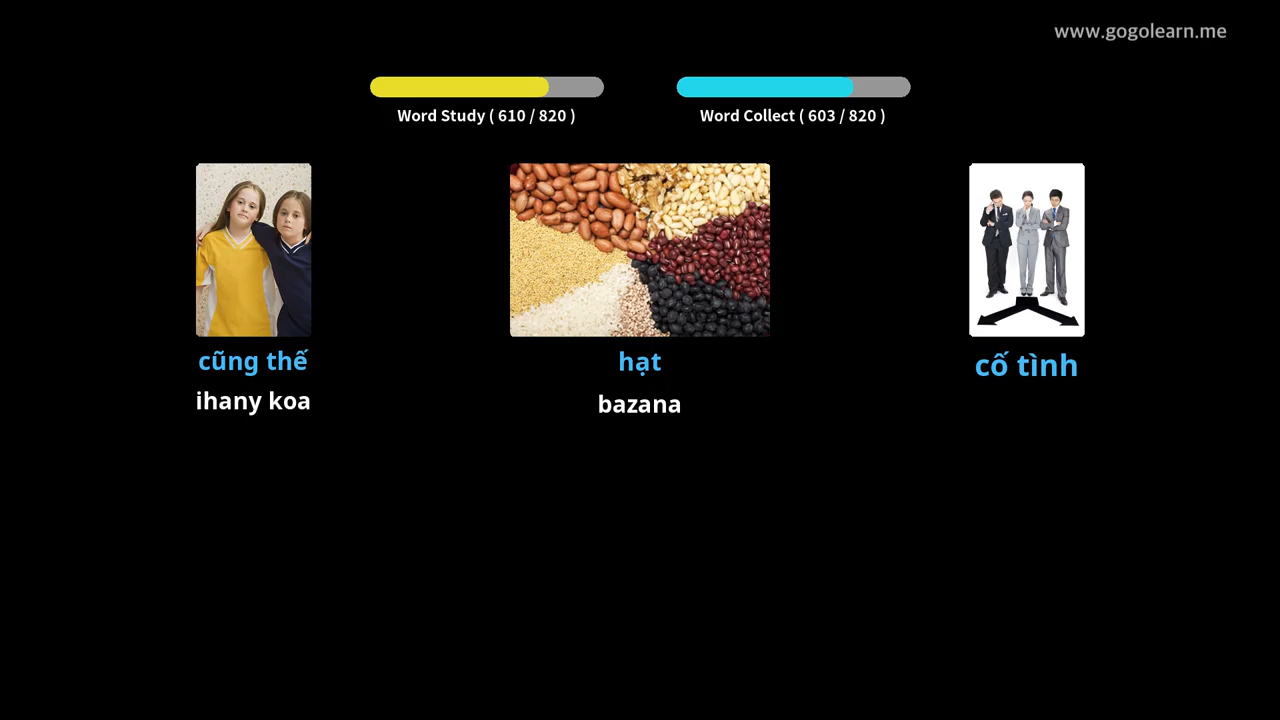 www.gogolearn.me
Word Study ( 610 / 820 )
Word Collect ( 603 / 820 )
cũng thế
ihany koa
hạt
bazana
cố tình